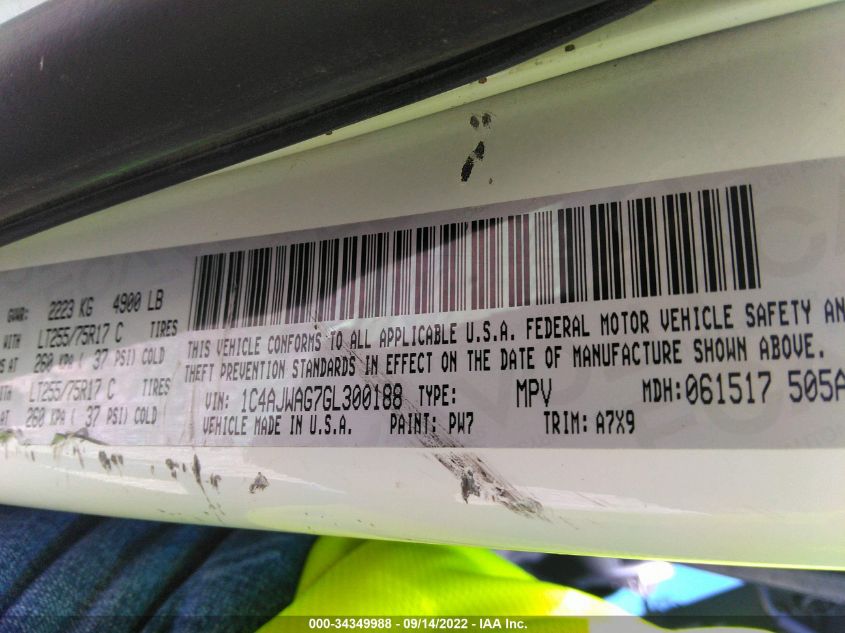 GWAR: 2223 KG 4900 LB
WITH LT255/75R17 C TIRES
AT 260 KPA ( 37 PSI) COLD
WITH LT255/75R17 C TIRES
260 KPA ( 37 PSI) COLD
THIS VEHICLE CONFORMS TO ALL APPLICABLE U.S.A. FEDERAL MOTOR VEHICLE SAFETY AN
THEFT PREVENTION STANDARDS IN EFFECT ON THE DATE OF MANUFACTURE SHOWN ABOVE.
VIN: 1C4AJWAG7GL300188 TYPE: MPV MDH:061517 505A
VEHICLE MADE IN U.S.A. PAINT: PW7 TRIM: A7X9
000-34349988 - 09/14/2022 - IAA Inc.